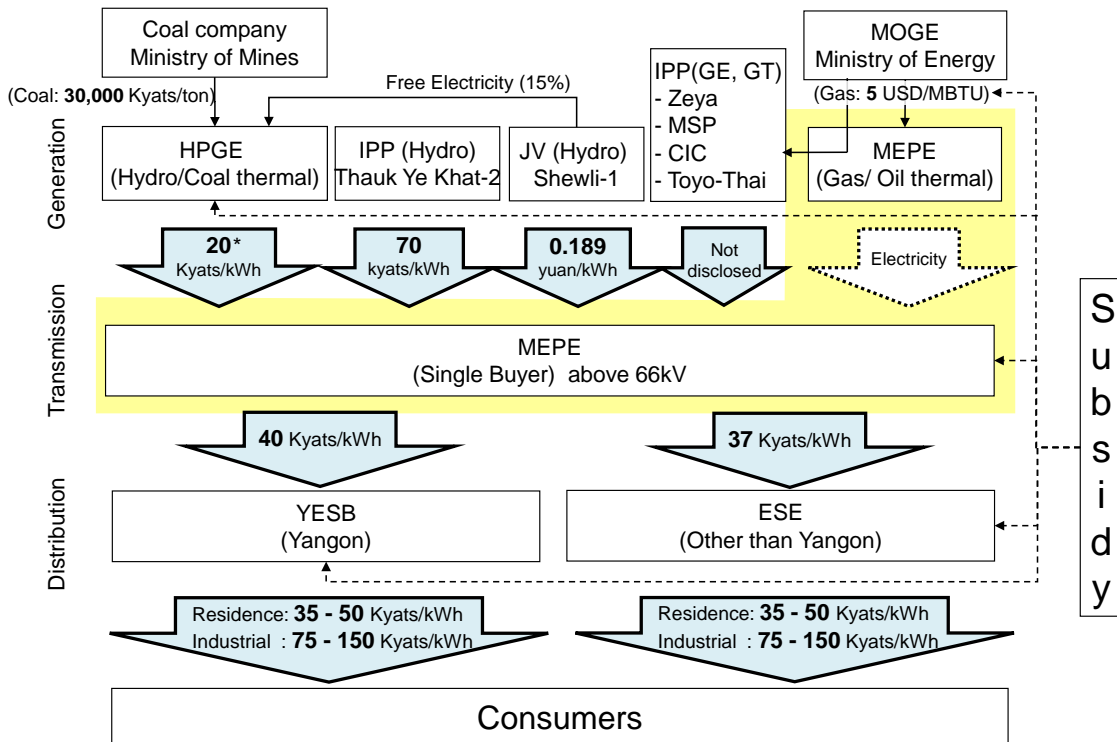 Coal company
Ministry of Mines
MOGE
Ministry of Energy
Free Electricity (15%)
(Coal: 30,000 Kyats/ton)
(Gas: 5 USD/MBTU)
IPP(GE, GT)
- Zeya
- MSP
- CIC
- Toyo-Thai
Generation
HPGE
(Hydro/Coal thermal)
IPP (Hydro)
Thauk Ye Khat-2
JV (Hydro)
Shewli-1
MEPE
(Gas/ Oil thermal)
20*
Kyats/kWh
70
kyats/kWh
0.189
yuan/kWh
Not
disclosed
Electricity
Transmission
MEPE
(Single Buyer) above 66kV
40 Kyats/kWh
37 Kyats/kWh
Distribution
YESB
(Yangon)
ESE
(Other than Yangon)
Residence: 35 - 50 Kyats/kWh
Industrial : 75 - 150 Kyats/kWh
Residence: 35 - 50 Kyats/kWh
Industrial : 75 - 150 Kyats/kWh
Consumers
S
u
b
s
i
d
y